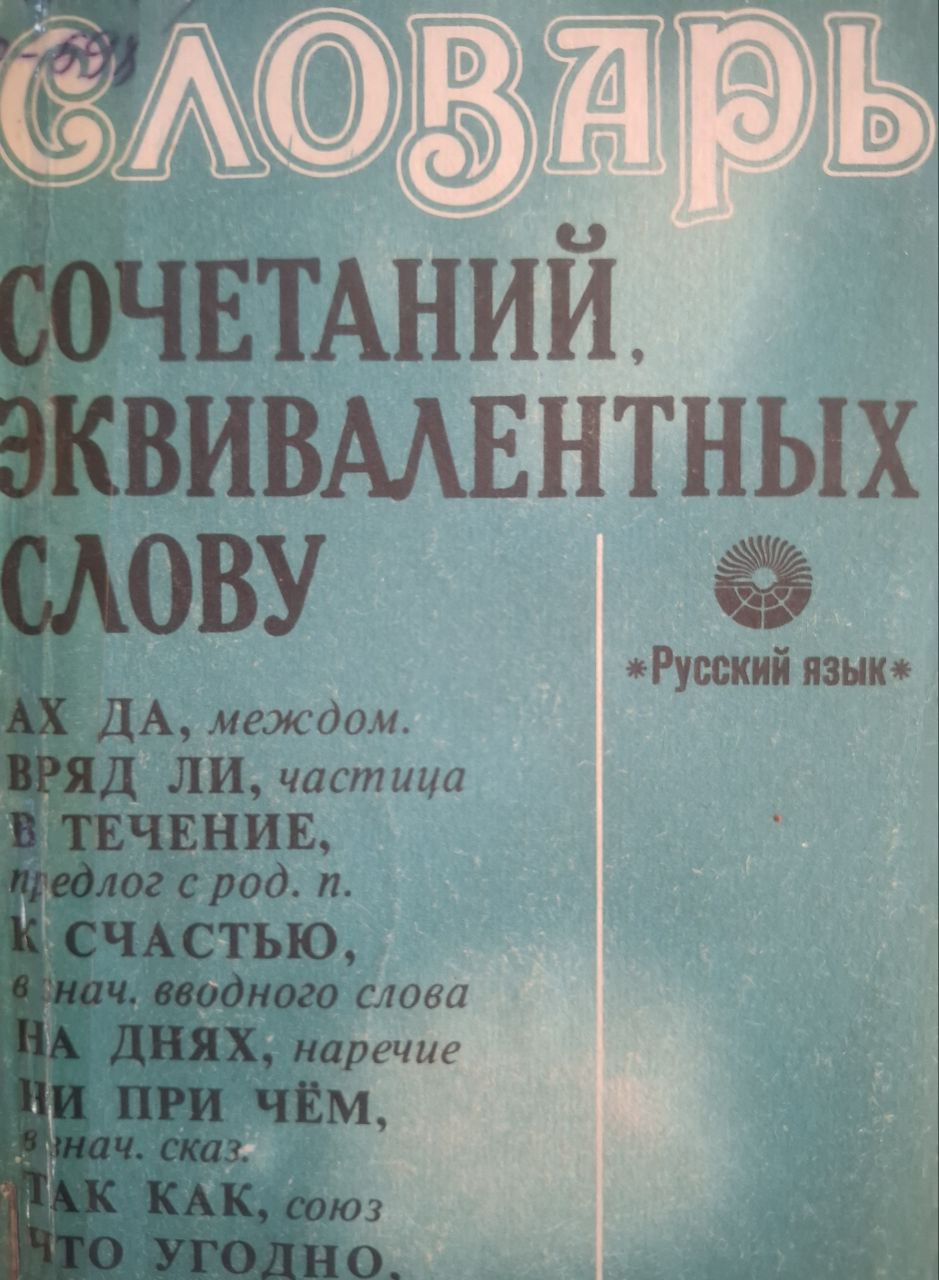 СЛОВАРЬ
СОЧЕТАНИЙ,
ЭКВИВАЛЕНТНЫХ
СЛОВУ
*Русский язык*
АХ ДА, междом.
ВРЯД ЛИ, частица
В ТЕЧЕНИЕ,
предлог с род. п.
К СЧАСТЬЮ,
в знач. вводного слова
НА ДНЯХ, наречие
НИ ПРИ ЧЁМ,
в знач. сказ.
ТАК КАК, союз
ЧТО УГОДНО,